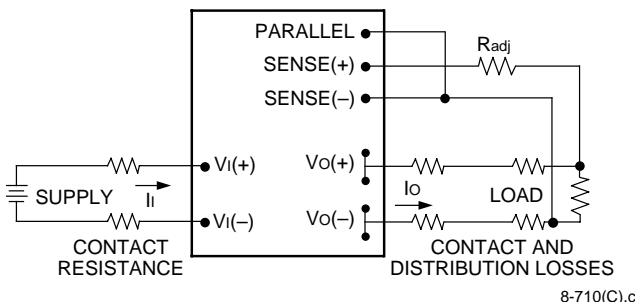 PARALLEL
SENSE(+)
SENSE(–)
Radj
VI(+)
VO(+)
SUPPLY
II
IO
LOAD
VI(–)
VO(–)
CONTACT
RESISTANCE
CONTACT AND
DISTRIBUTION LOSSES
8-710(C).c